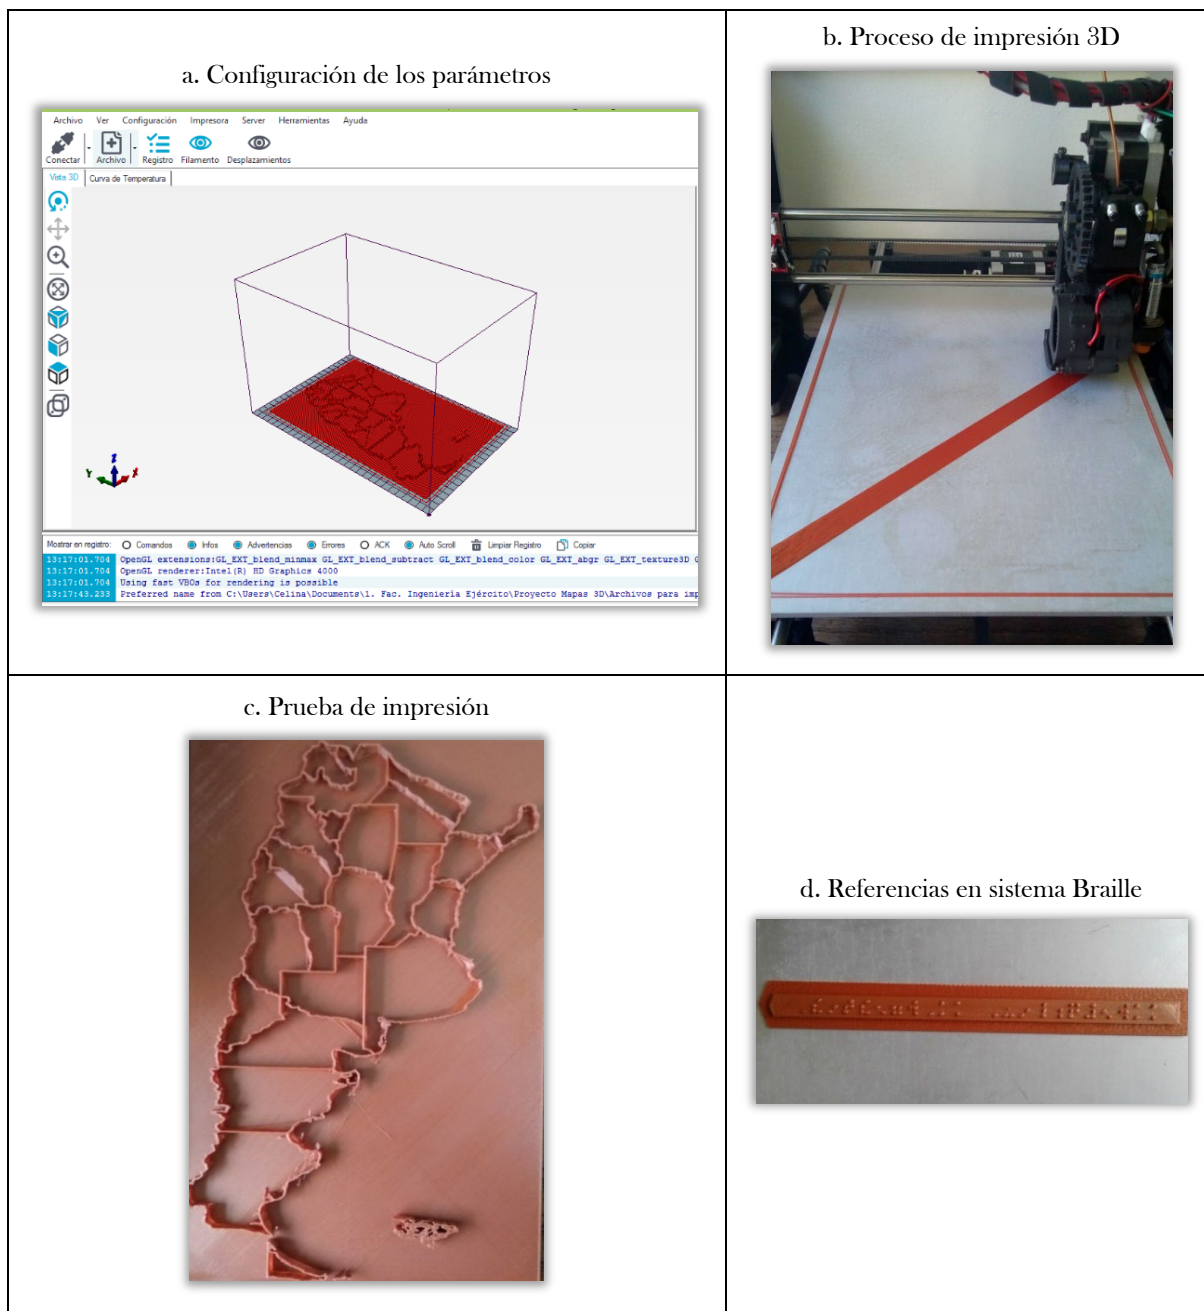 a. Configuración de los parámetros
Archivo Ver Configuración Impresora Server Herramientas Ayuda
Conectar Archivo Registro Filamento Desplazamientos
Vista 3D Curva de Temperatura
Z
Y
X
Mostrar en registro: Comandos Infos Advertencias Errores ACK Auto Scroll Limpiar Registro Copiar
13:17:01.704 OpenGL extensions:GL_EXT_blend_minmax GL_EXT_blend_subtract GL_EXT_blend_color GL_EXT_abgr GL_EXT_texture3D
13:17:01.704 OpenGL renderer:Intel(R) HD Graphics 4000
13:17:01.704 Using fast VBOs for rendering is possible
13:17:43.233 Preferred name from C:\Users\Celina\Documents\1. Fac. Ingeniería Ejército\Proyecto Mapas 3D\Archivos para imp
b. Proceso de impresión 3D
c. Prueba de impresión
d. Referencias en sistema Braille